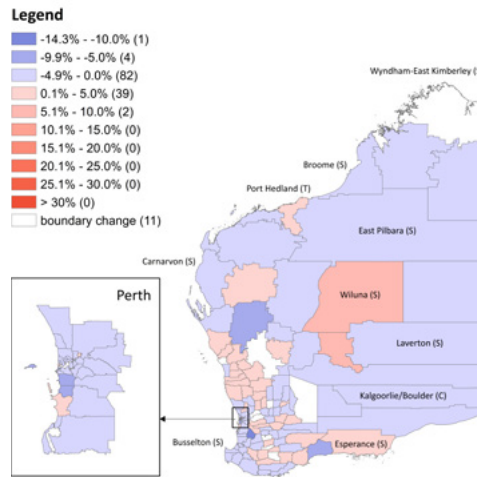 Legend
-14.3% - -10.0% (1)
-9.9% - -5.0% (4)
-4.9% - 0.0% (82)
0.1% - 5.0% (39)
5.1% - 10.0% (2)
10.1% - 15.0% (0)
15.1% - 20.0% (0)
20.1% - 25.0% (0)
25.1% - 30.0% (0)
> 30% (0)
boundary change (11)
Wyndham-East Kimberley (S
Broome (S)
Port Hedland (T)
East Pilbara (S)
Carnarvon (S)
Perth
Wiluna (S)
Laverton (S)
Kalgoorlie/Boulder (C)
Busselton (S)
Esperance (S)